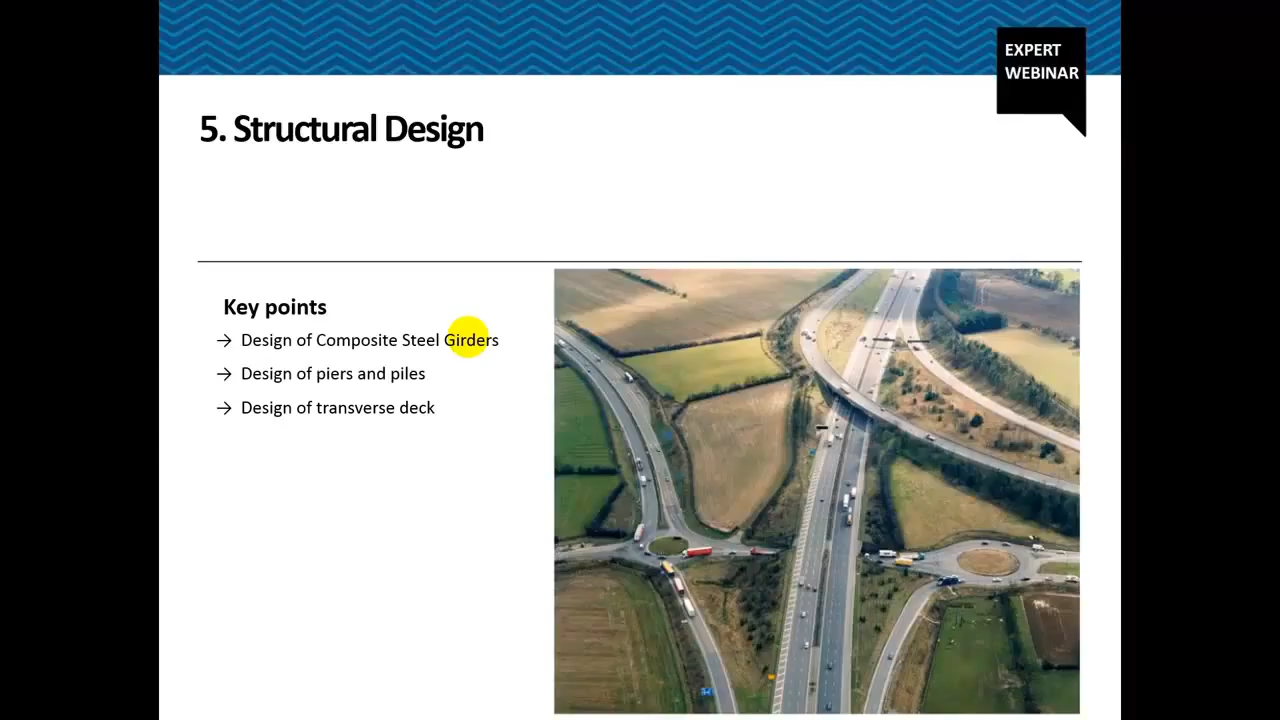 EXPERT
WEBINAR
5. Structural Design
Key points
→ Design of Composite Steel Girders
→ Design of piers and piles
→ Design of transverse deck